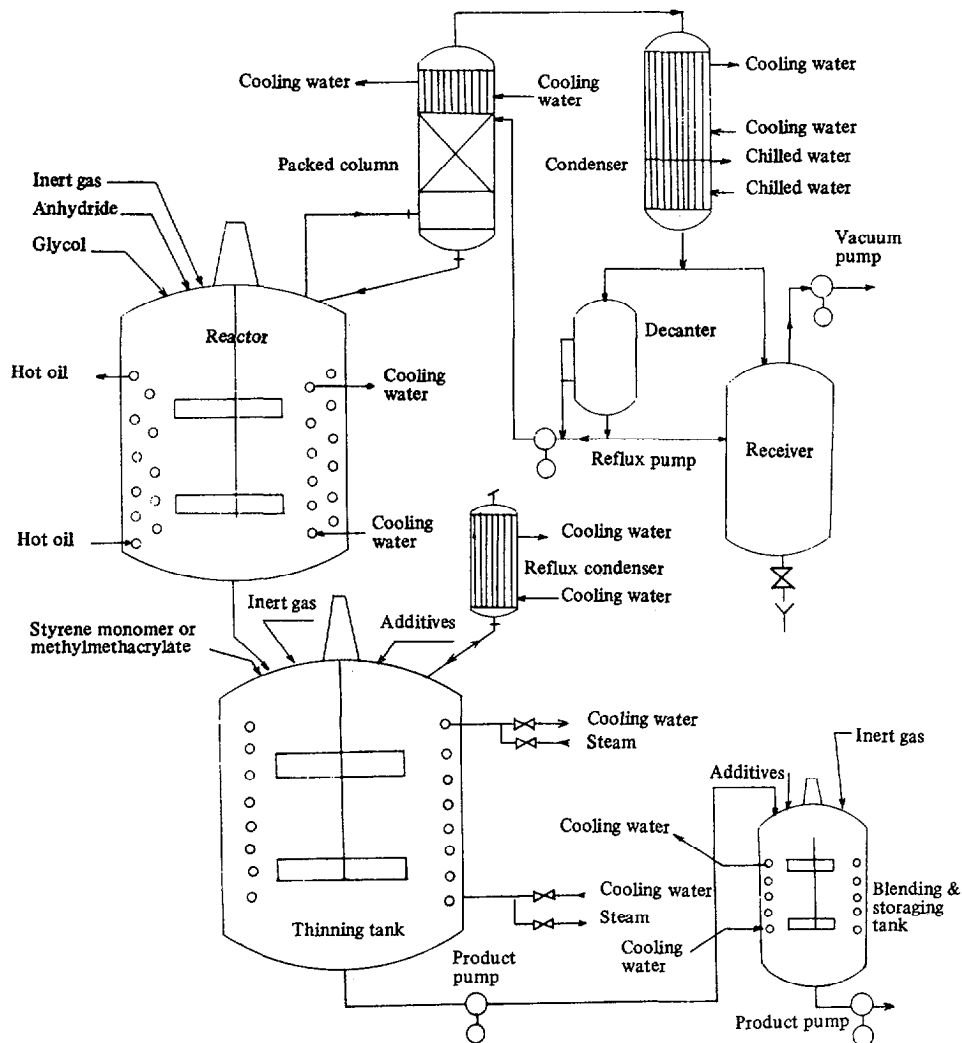 Cooling water
Cooling
water
Cooling water
Packed column
Condenser
Cooling water
Chilled water
Chilled water
Inert gas
Anhydride
Glycol
Vacuum
pump
Reactor
Decanter
Hot oil
Cooling
water
Reflux pump
Receiver
Hot oil
Cooling
water
Cooling water
Reflux condenser
Cooling water
Inert gas
Additives
Styrene monomer or
methylmethacrylate
Cooling water
Steam
Inert gas
Additives
Cooling water
Cooling water
Steam
Blending &
storaging
tank
Thinning tank
Cooling
water
Product
pump
Product pump